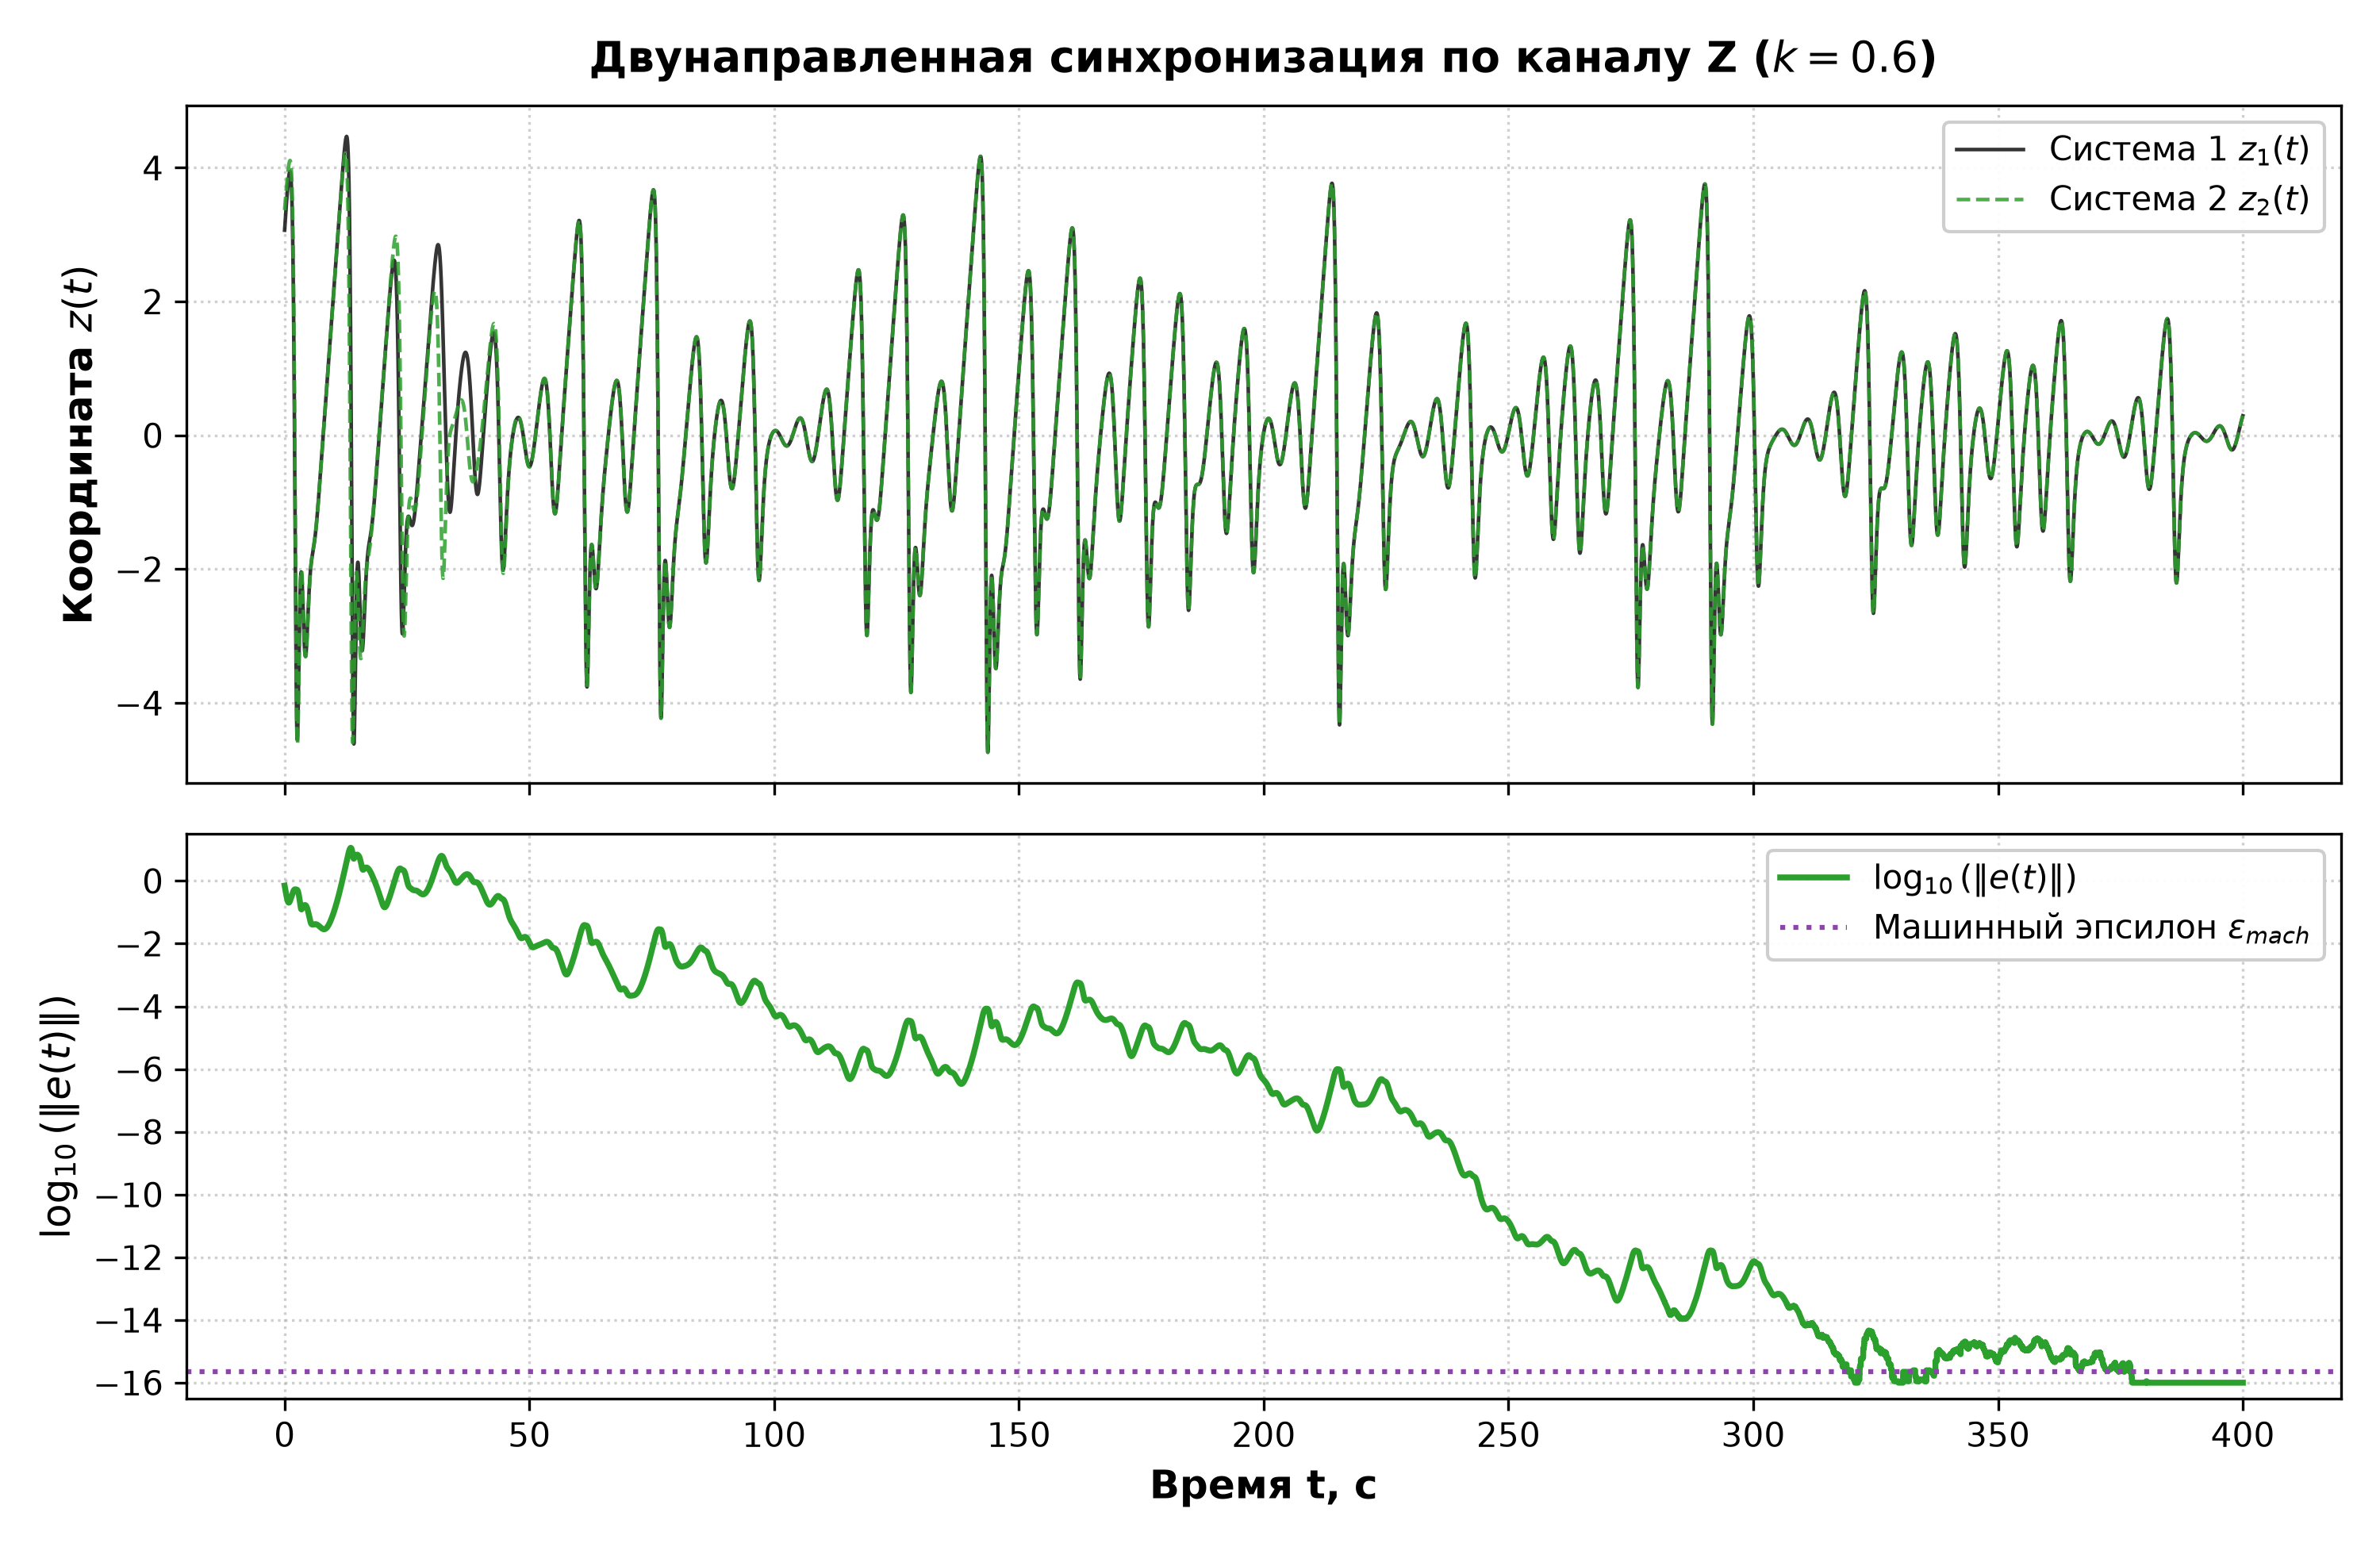 Двунаправленная синхронизация по каналу Z (k = 0.6)
Координата z(t)
4
2
0
−2
−4
Система 1 z₁(t)
Система 2 z₂(t)
log₁₀(‖e(t)‖)
0
−2
−4
−6
−8
−10
−12
−14
−16
log₁₀(‖e(t)‖)
Машинный эпсилон εₘₐ꜀ₕ
0 50 100 150 200 250 300 350 400
Время t, с